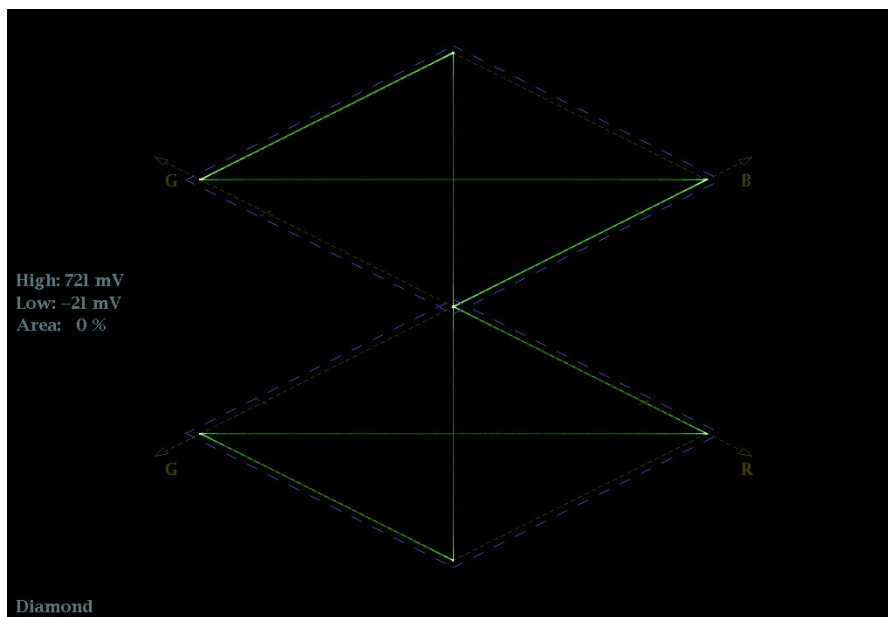 G B
High: 721 mV
Low: –21 mV
Area: 0 %
G R
Diamond